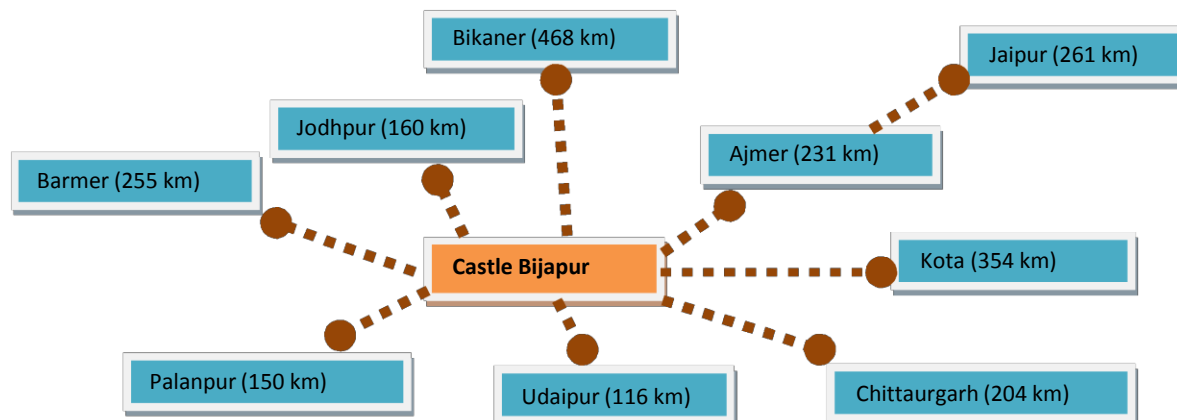 Bikaner (468 km)
Jaipur (261 km)
Jodhpur (160 km)
Ajmer (231 km)
Barmer (255 km)
Castle Bijapur
Kota (354 km)
Palanpur (150 km)
Udaipur (116 km)
Chittaurgarh (204 km)